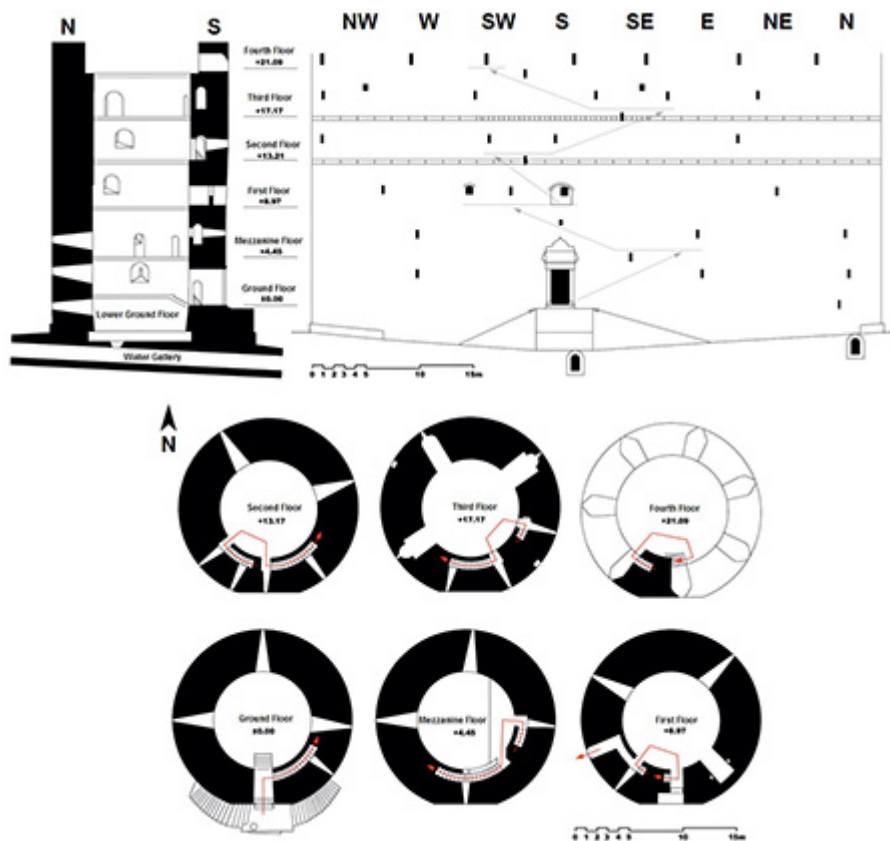 N S NW W SW S SE E NE N
Fourth Floor
+21.09
Third Floor
+17.17
Second Floor
+13.21
First Floor
+8.97
Mezzanine Floor
+4.45
Ground Floor
±0.00
Lower Ground Floor
Water Gallery
0 1 2 3 4 5 10 15m
N
Second Floor
+13.17
Third Floor
+17.17
Fourth Floor
+21.09
Ground Floor
±0.00
Mezzanine Floor
+4.45
First Floor
+8.97
0 1 2 3 4 5 10 15m